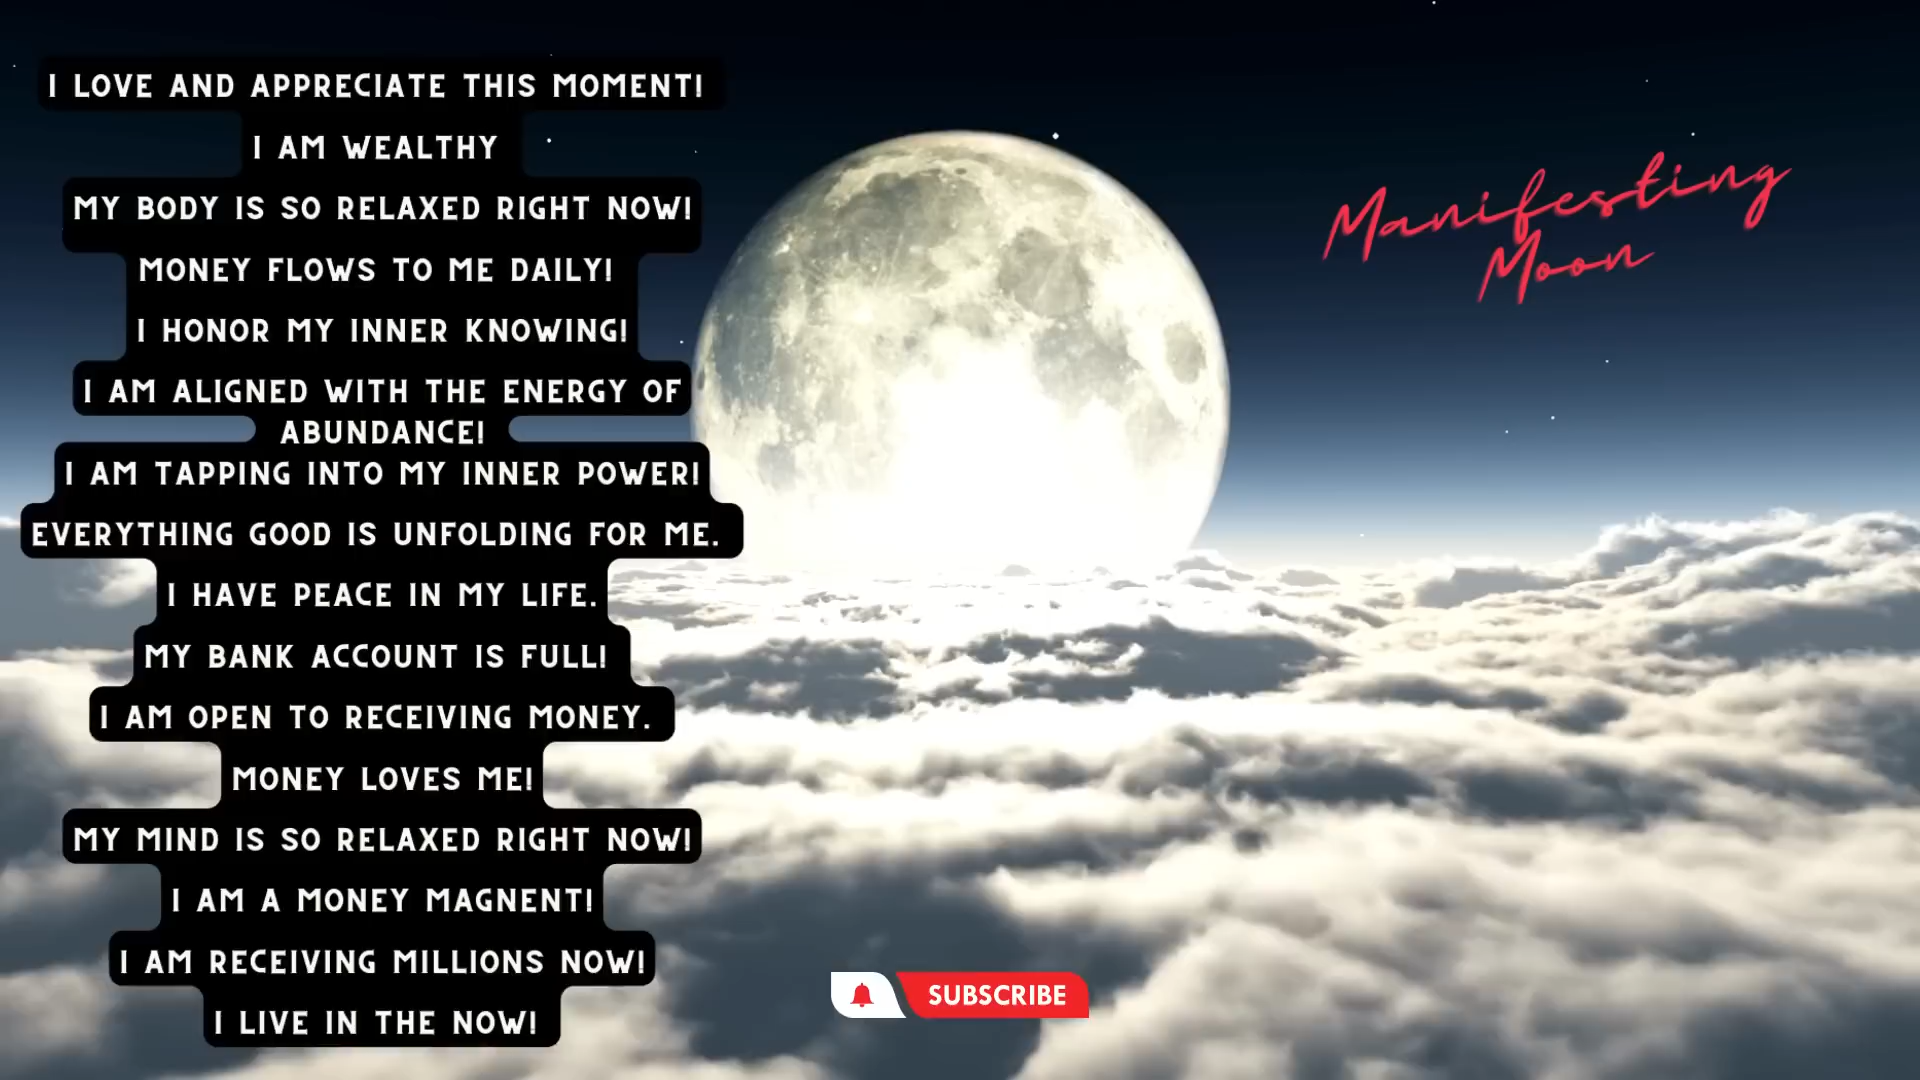 I LOVE AND APPRECIATE THIS MOMENT!
I AM WEALTHY
MY BODY IS SO RELAXED RIGHT NOW!
MONEY FLOWS TO ME DAILY!
I HONOR MY INNER KNOWING!
I AM ALIGNED WITH THE ENERGY OF
ABUNDANCE!
I AM TAPPING INTO MY INNER POWER!
EVERYTHING GOOD IS UNFOLDING FOR ME.
I HAVE PEACE IN MY LIFE.
MY BANK ACCOUNT IS FULL!
I AM OPEN TO RECEIVING MONEY.
MONEY LOVES ME!
MY MIND IS SO RELAXED RIGHT NOW!
I AM A MONEY MAGNENT!
I AM RECEIVING MILLIONS NOW!
I LIVE IN THE NOW!
Manifesting
Moon
SUBSCRIBE